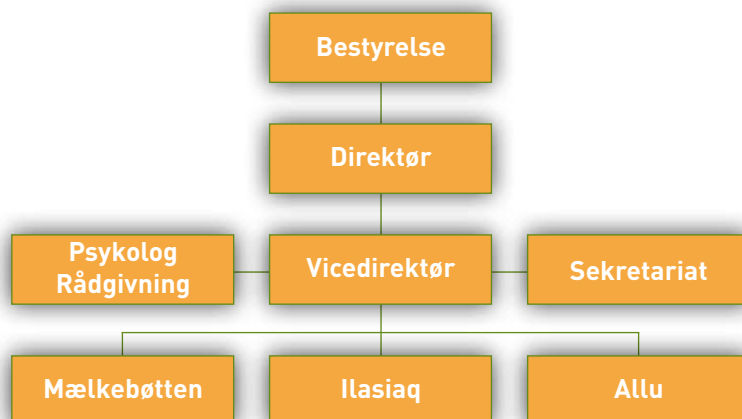 Bestyrelse
Direktør
Psykolog
Rådgivning
Vicedirektør
Sekretariat
Mælkebøtten
Ilasiaq
Allu